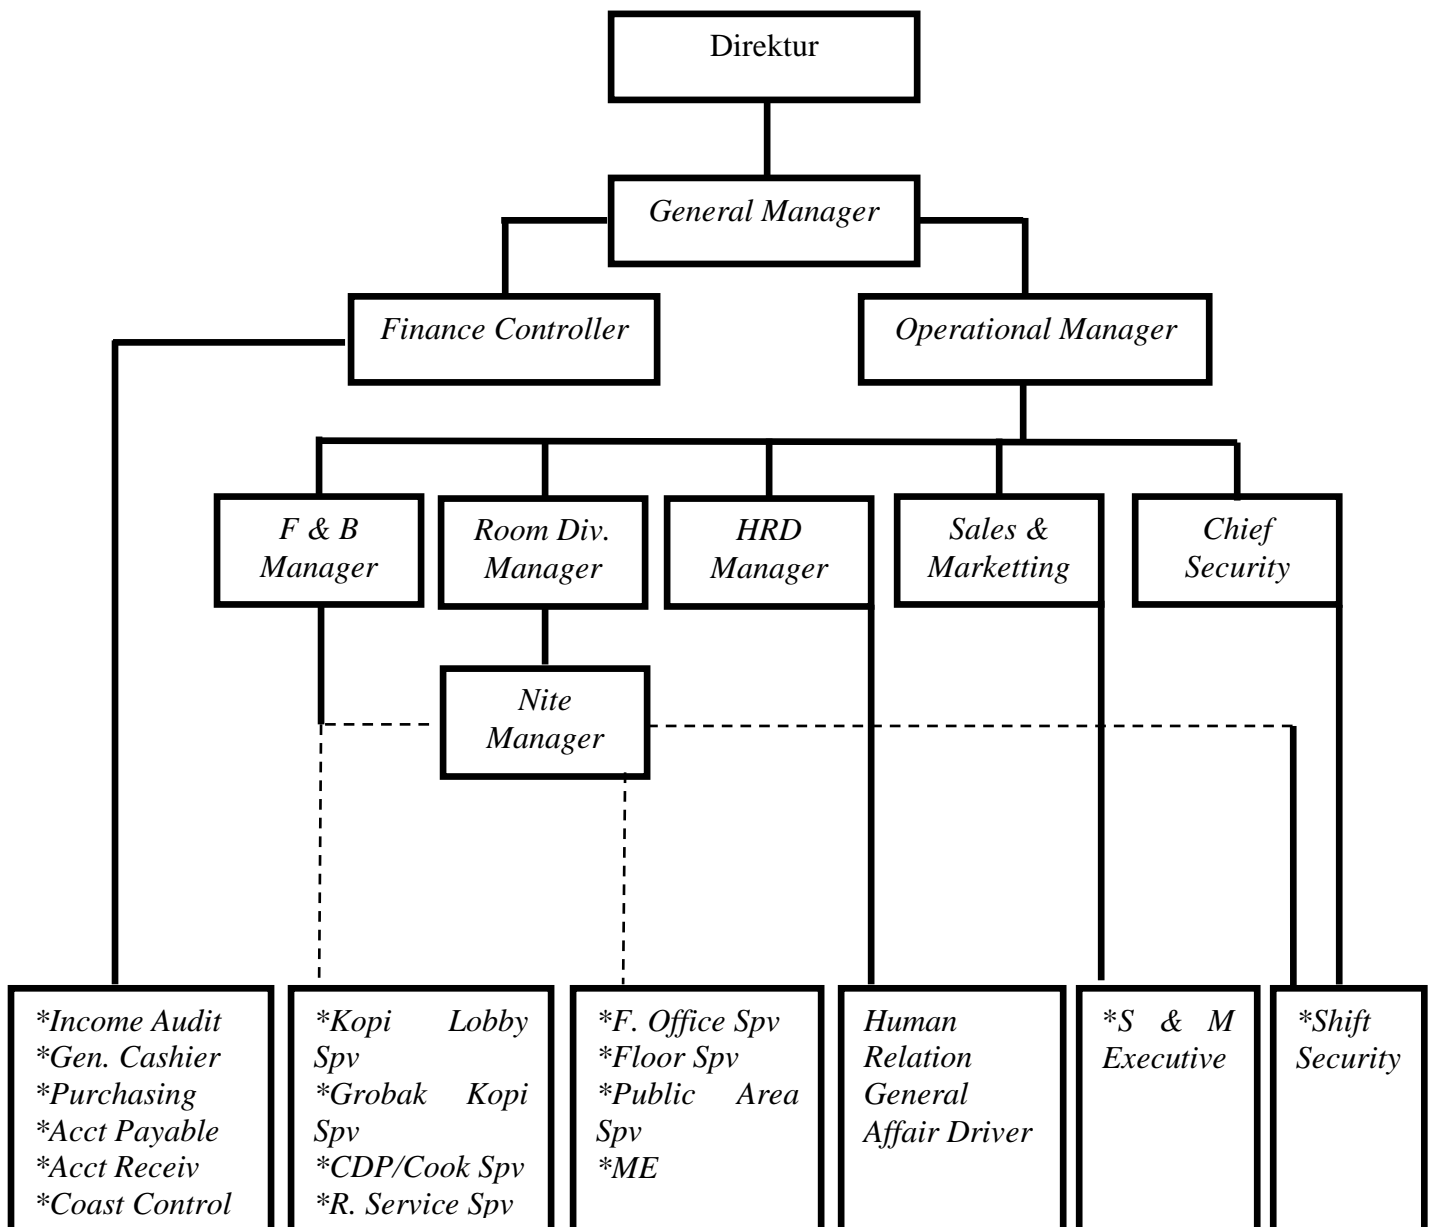 Direktur
General Manager
Finance Controller
Operational Manager
F & B
Manager
Room Div.
Manager
HRD
Manager
Sales &
Marketting
Chief
Security
Nite
Manager
*Income Audit
*Gen. Cashier
*Purchasing
*Acct Payable
*Acct Receiv
*Coast Control
*Kopi Lobby
Spv
*Grobak Kopi
Spv
*CDP/Cook Spv
*R. Service Spv
*F. Office Spv
*Floor Spv
*Public Area
Spv
*ME
Human
Relation
General
Affair Driver
*S & M
Executive
*Shift
Security